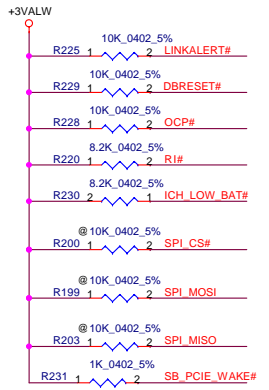 +3VALW
10K_0402_5%
R225 1 2 LINKALERT#
10K_0402_5%
R229 1 2 DBRESET#
10K_0402_5%
R228 1 2 OCP#
8.2K_0402_5%
R220 1 2 RI#
8.2K_0402_5%
R230 2 1 ICH_LOW_BAT#
@ 10K_0402_5%
R200 1 2 SPI_CS#
@ 10K_0402_5%
R199 1 2 SPI_MOSI
@ 10K_0402_5%
R203 1 2 SPI_MISO
1K_0402_5%
R231 1 2 SB_PCIE_WAKE#